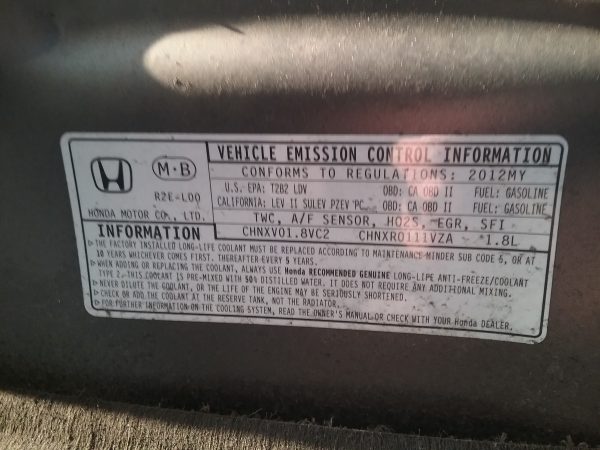 VEHICLE EMISSION CONTROL INFORMATION
M-B
CONFORMS TO REGULATIONS: 2012MY
R2E-L00
U.S. EPA: T2B2 LDV OBD: CA OBD II FUEL: GASOLINE
CALIFORNIA: LEV II SULEV PZEV PC OBD: CA OBD II FUEL: GASOLINE
HONDA MOTOR CO., LTD.
TWC, A/F SENSOR, HO2S, EGR, SFI
CHNXV01.8VC2 CHNXR0111VZA 1.8L
INFORMATION
THE FACTORY INSTALLED LONG-LIFE COOLANT MUST BE REPLACED ACCORDING TO MAINTENANCE MINDER SUB CODE 5, OR AT
10 YEARS WHICHEVER COMES FIRST. THEREAFTER EVERY 5 YEARS.
WHEN ADDING OR REPLACING THE COOLANT, ALWAYS USE Honda RECOMMENDED GENUINE LONG-LIFE ANTI-FREEZE/COOLANT
TYPE 2. THIS COOLANT IS PRE-MIXED WITH 50% DISTILLED WATER. IT DOES NOT REQUIRE ANY ADDITIONAL MIXING.
NEVER DILUTE THE COOLANT, OR THE LIFE OF THE ENGINE MAY BE SERIOUSLY SHORTENED.
CHECK OR ADD THE COOLANT AT THE RESERVE TANK, NOT THE RADIATOR.
FOR FURTHER INFORMATION ON THE COOLING SYSTEM, READ THE OWNER'S MANUAL OR CHECK WITH YOUR Honda DEALER.